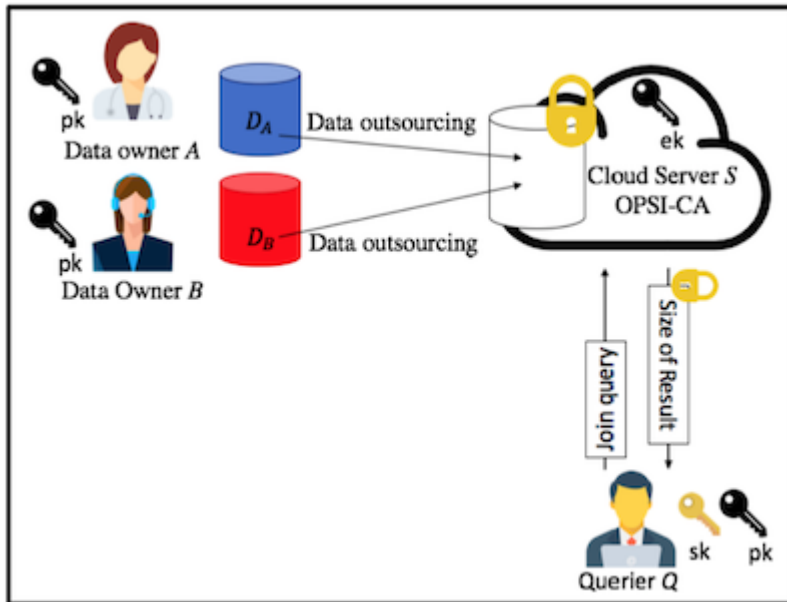 pk
Data owner A
D_A
Data outsourcing
ek
Cloud Server S
OPSI-CA
pk
Data Owner B
D_B
Data outsourcing
Join query
Size of Result
sk
pk
Querier Q